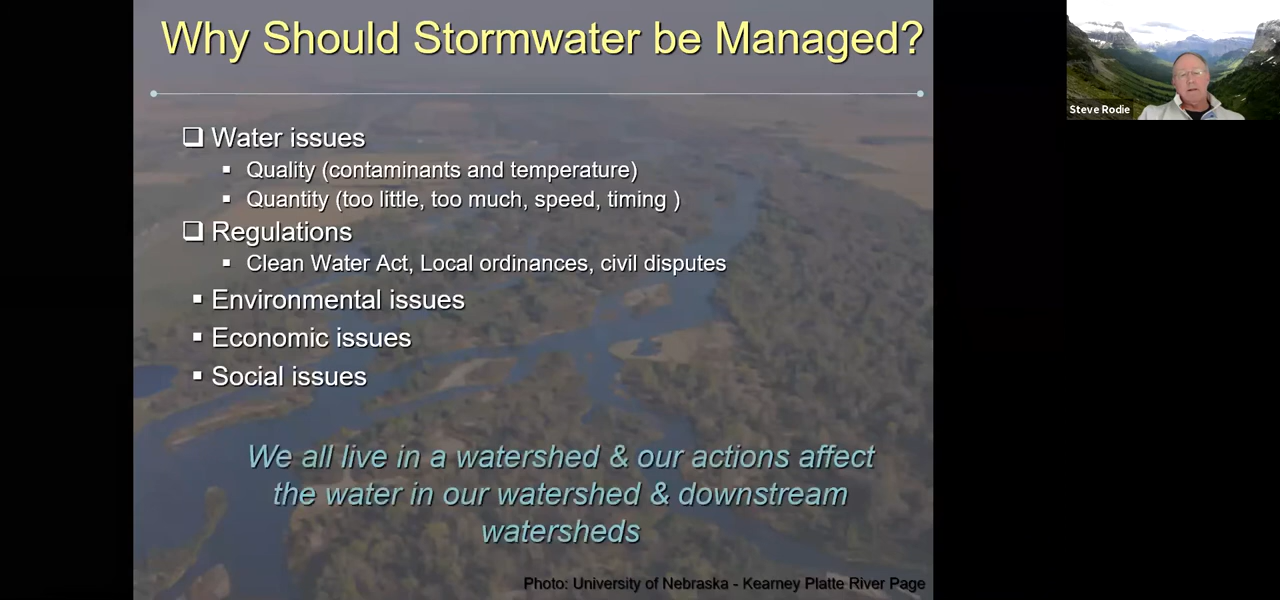 Why Should Stormwater be Managed?
Steve Rodie
❑ Water issues
▪ Quality (contaminants and temperature)
▪ Quantity (too little, too much, speed, timing )
❑ Regulations
▪ Clean Water Act, Local ordinances, civil disputes
▪ Environmental issues
▪ Economic issues
▪ Social issues
We all live in a watershed & our actions affect
the water in our watershed & downstream
watersheds
Photo: University of Nebraska - Kearney Platte River Page